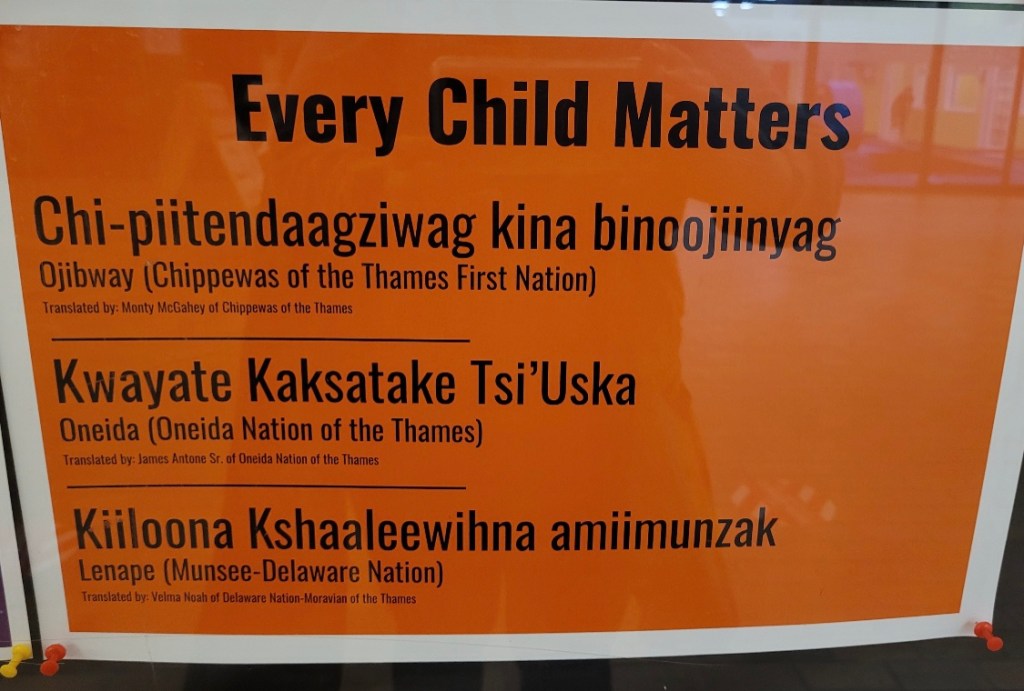 Every Child Matters
Chi-piitendaagziwag kina binoojiinyag
Ojibway (Chippewas of the Thames First Nation)
Translated by: Monty McGahey of Chippewas of the Thames
Kwayate Kaksatake Tsi’Uska
Oneida (Oneida Nation of the Thames)
Translated by: James Antone Sr. of Oneida Nation of the Thames
Kiiloona Kshaaleewihna amiimunzak
Lenape (Munsee-Delaware Nation)
Translated by: Velma Noah of Delaware Nation-Moravian of the Thames